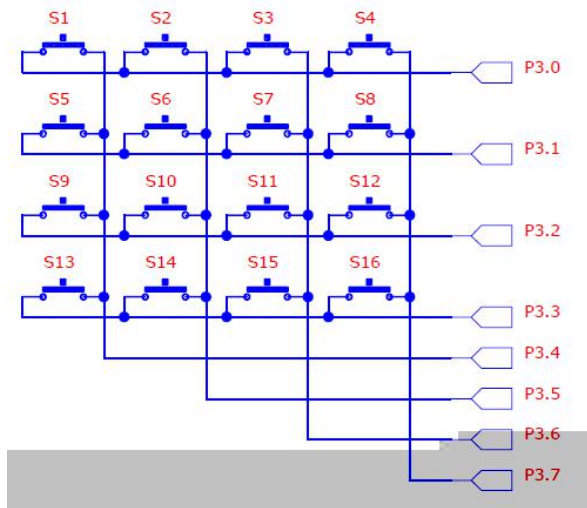 S1 S2 S3 S4
P3.0
S5 S6 S7 S8
P3.1
S9 S10 S11 S12
P3.2
S13 S14 S15 S16
P3.3
P3.4
P3.5
P3.6
P3.7